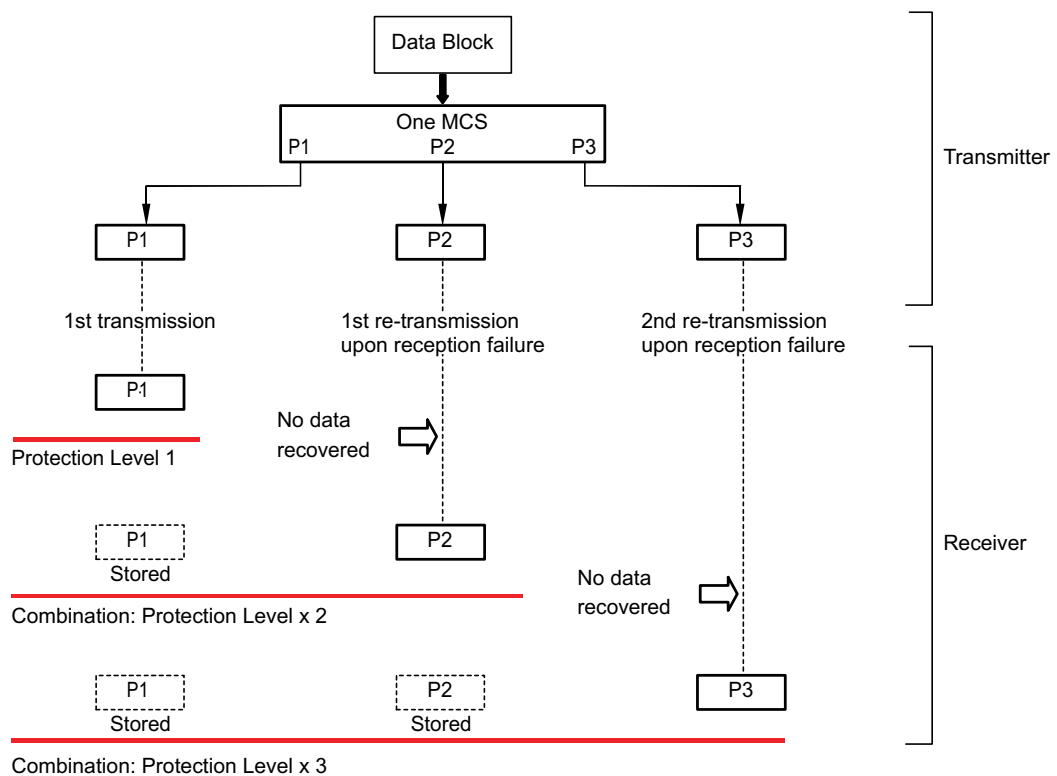 Data Block
One MCS
P1 P2 P3
Transmitter
P1 P2 P3
1st transmission
1st re-transmission
upon reception failure
2nd re-transmission
upon reception failure
P1
No data
recovered
Protection Level 1
P1
Stored
P2
Receiver
No data
recovered
Combination: Protection Level x 2
P1
Stored
P2
Stored
P3
Combination: Protection Level x 3